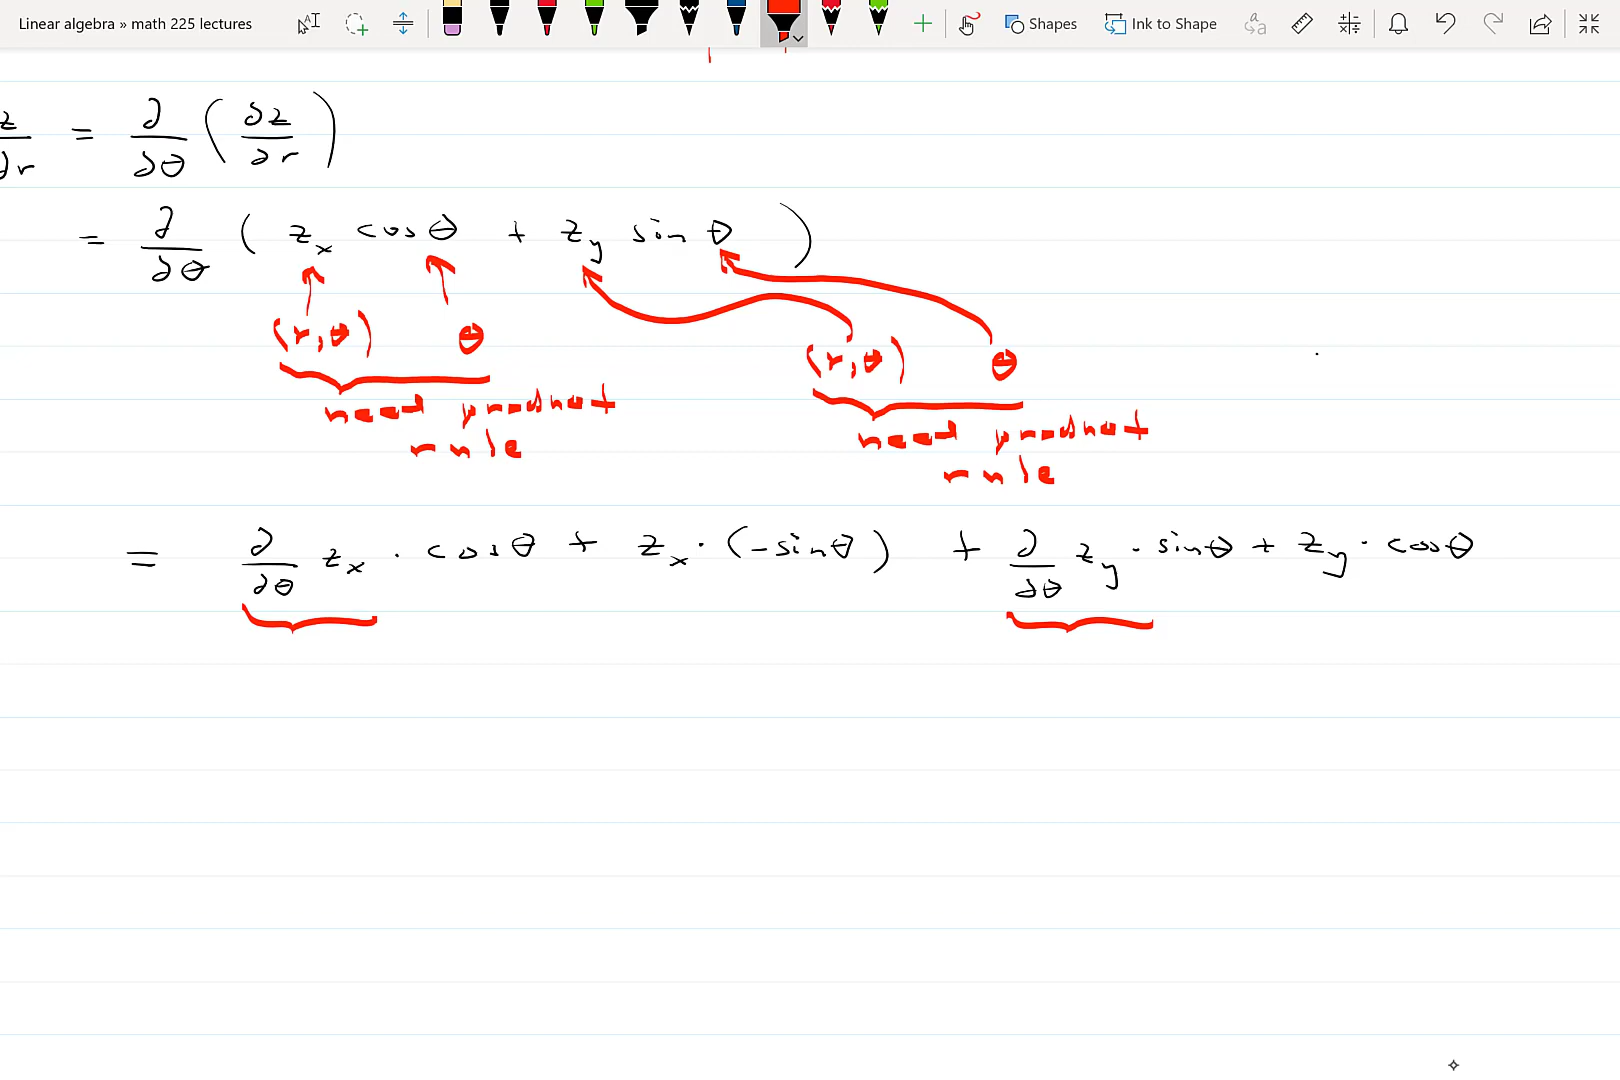 Linear algebra » math 225 lectures Shapes Ink to Shape
z/∂r = ∂/∂θ (∂z/∂r)
= ∂/∂θ ( z_x cos θ + z_y sin θ )
(r,θ) θ (r,θ) θ
need product rule need product rule
= ∂/∂θ z_x · cos θ + z_x · (-sin θ) + ∂/∂θ z_y · sin θ + z_y · cos θ